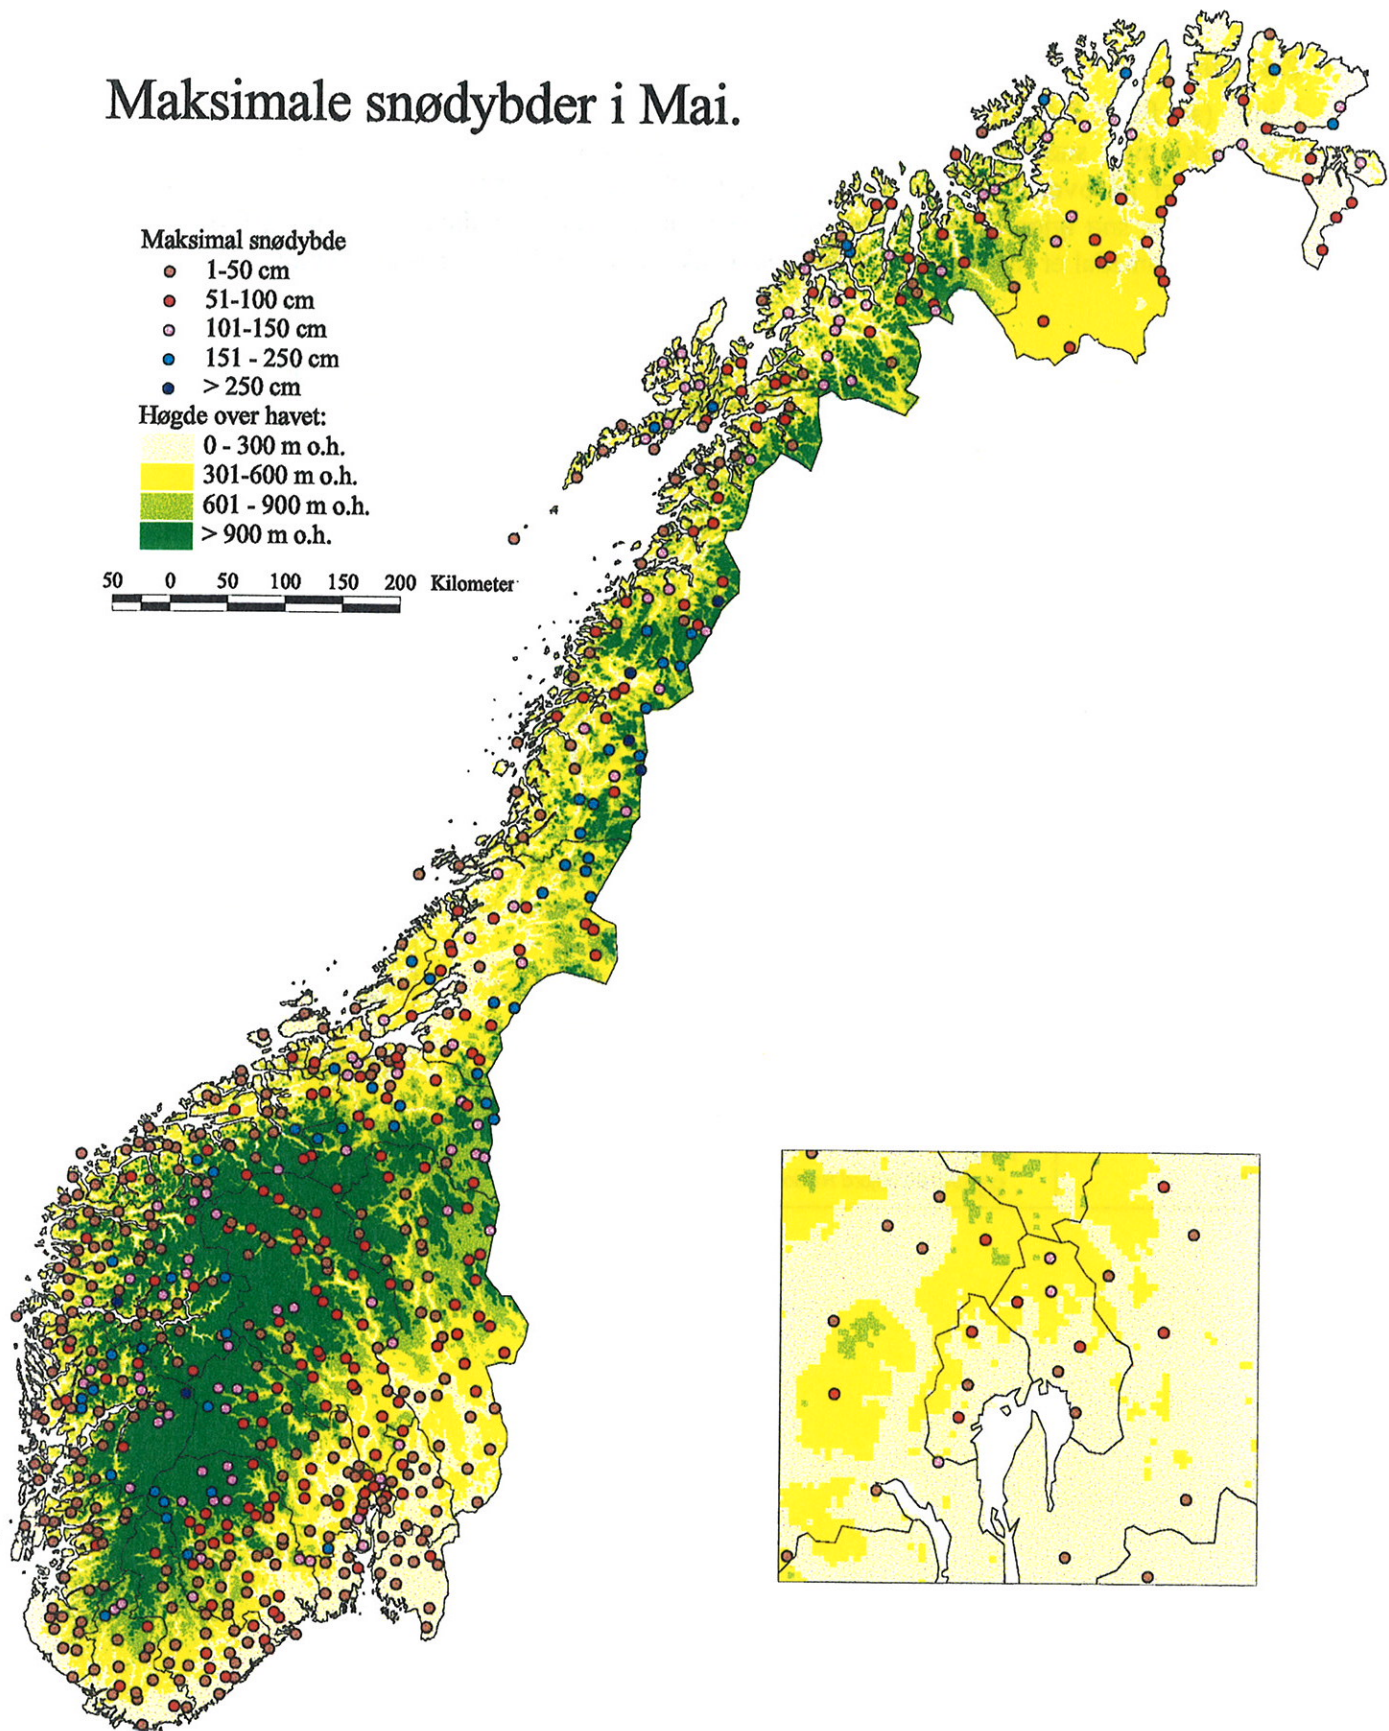 Maksimale snødybder i Mai.
Maksimal snødybde
1-50 cm
51-100 cm
101-150 cm
151 - 250 cm
> 250 cm
Høgde over havet:
0 - 300 m o.h.
301-600 m o.h.
601 - 900 m o.h.
> 900 m o.h.
50 0 50 100 150 200 Kilometer